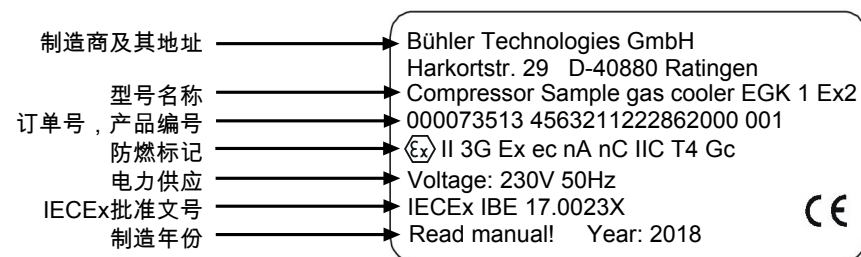 制造商及其地址
Bühler Technologies GmbH
Harkortstr. 29 D-40880 Ratingen
型号名称
Compressor Sample gas cooler EGK 1 Ex2
订单号，产品编号
000073513 4563211222862000 001
防燃标记
Ex II 3G Ex ec nA nC IIC T4 Gc
电力供应
Voltage: 230V 50Hz
IECEx批准文号
IECEx IBE 17.0023X
CE
制造年份
Read manual! Year: 2018